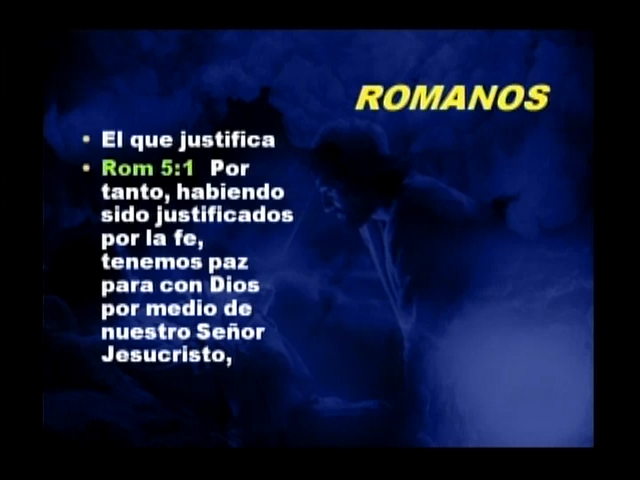 ROMANOS
• El que justifica
• Rom 5:1 Por
tanto, habiendo
sido justificados
por la fe,
tenemos paz
para con Dios
por medio de
nuestro Señor
Jesucristo,